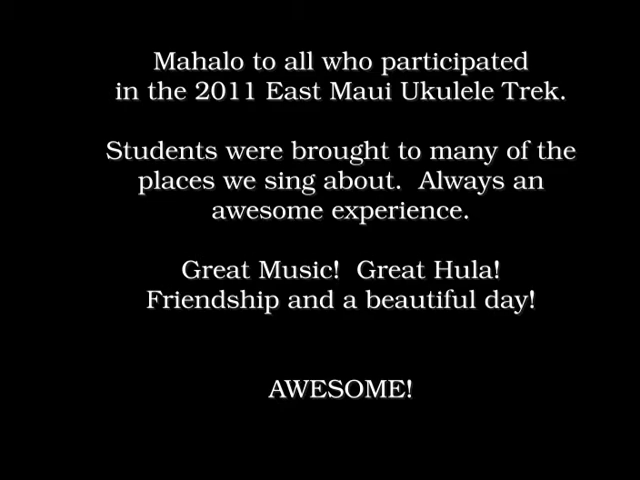 Mahalo to all who participated
in the 2011 East Maui Ukulele Trek.
Students were brought to many of the
places we sing about.  Always an
awesome experience.
Great Music!  Great Hula!
Friendship and a beautiful day!
AWESOME!